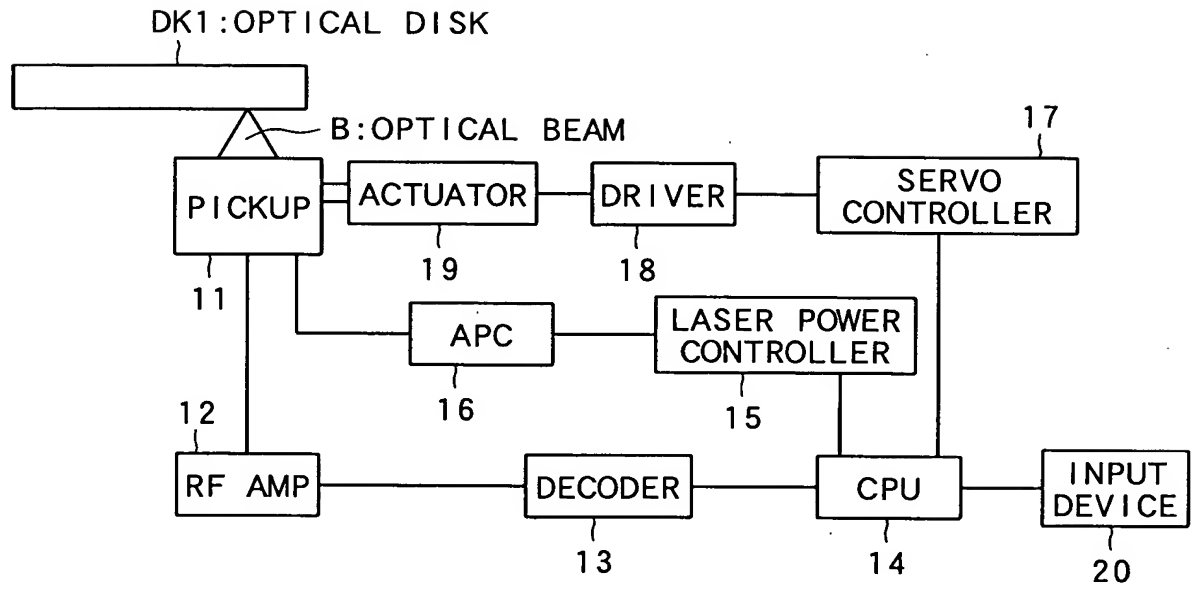 DK1:OPTICAL DISK
B:OPTICAL BEAM
17
PICKUP
ACTUATOR
DRIVER
SERVO
CONTROLLER
11
19
18
APC
LASER POWER
CONTROLLER
16
15
12
RF AMP
DECODER
CPU
INPUT
DEVICE
13
14
20